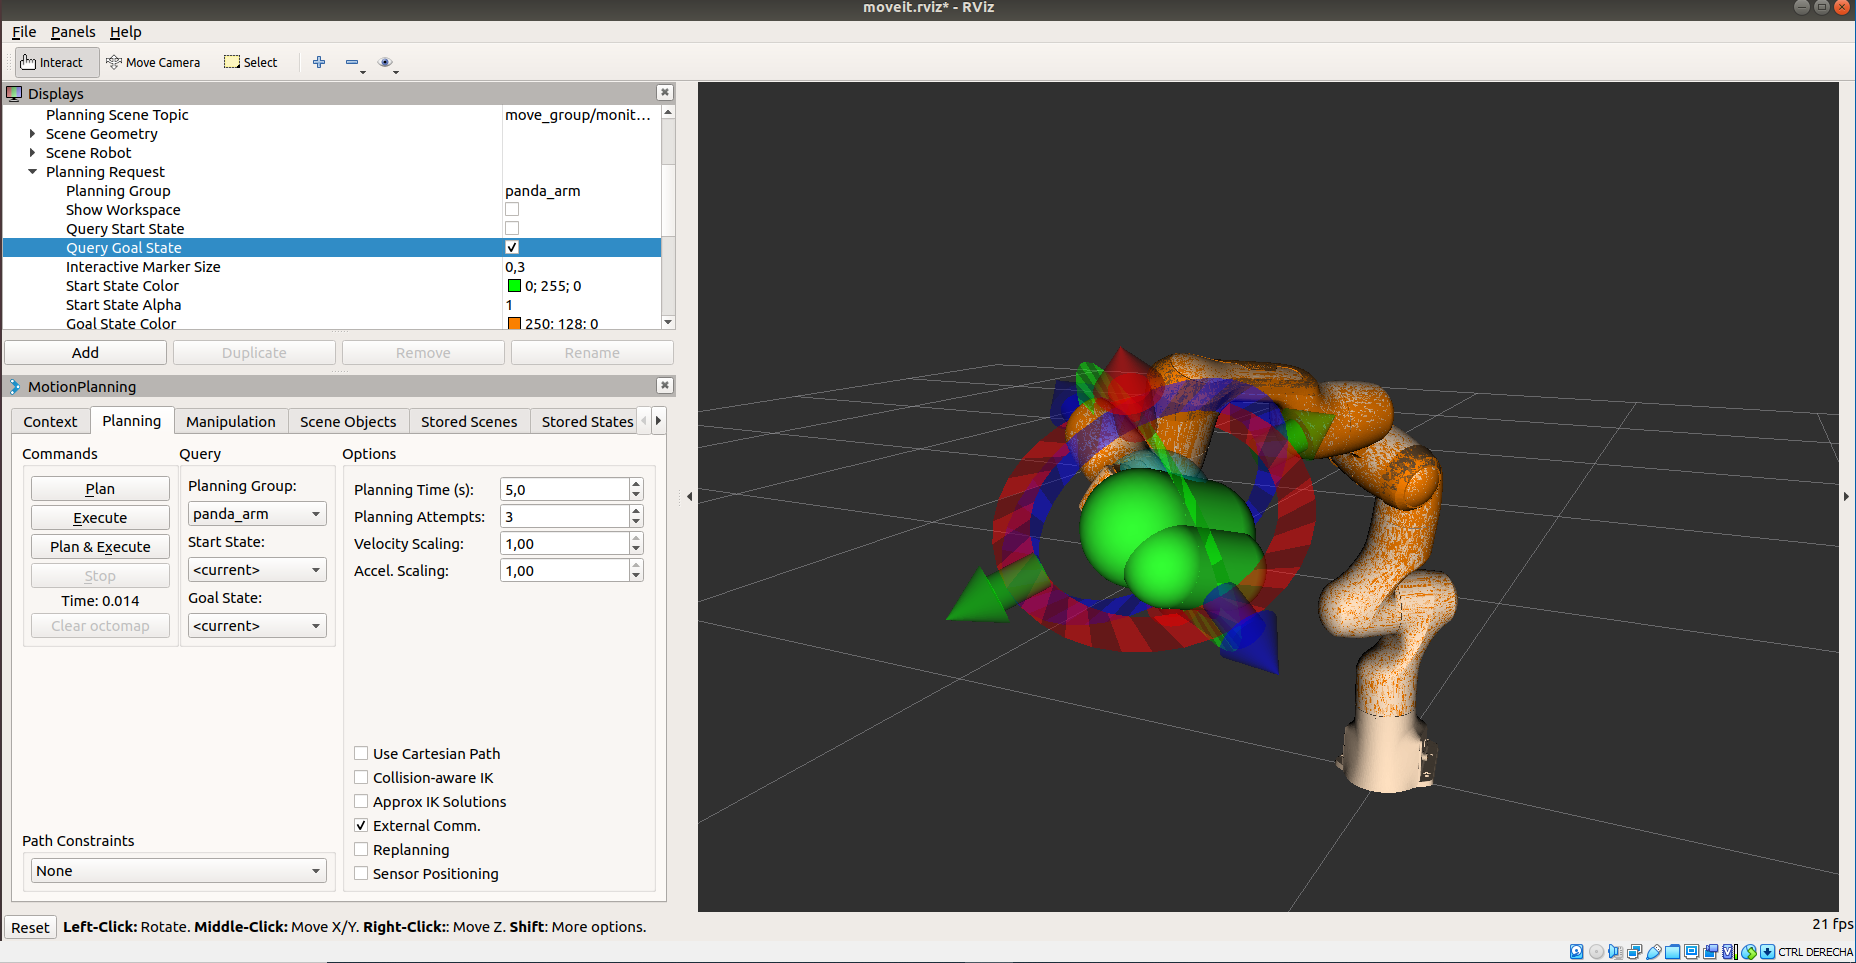 moveit.rviz* - RViz
File Panels Help
Interact Move Camera Select
Displays
Planning Scene Topic move_group/monit...
Scene Geometry
Scene Robot
Planning Request
Planning Group panda_arm
Show Workspace
Query Start State
Query Goal State
Interactive Marker Size 0,3
Start State Color 0; 255; 0
Start State Alpha 1
Goal State Color 250; 128; 0
Add Duplicate Remove Rename
MotionPlanning
Context Planning Manipulation Scene Objects Stored Scenes Stored States
Commands Query Options
Plan
Execute
Plan & Execute
Stop
Time: 0.014
Clear octomap
Planning Group:
panda_arm
Start State:
<current>
Goal State:
<current>
Planning Time (s): 5,0
Planning Attempts: 3
Velocity Scaling: 1,00
Accel. Scaling: 1,00
Use Cartesian Path
Collision-aware IK
Approx IK Solutions
External Comm.
Replanning
Sensor Positioning
Path Constraints
None
Reset Left-Click: Rotate. Middle-Click: Move X/Y. Right-Click:: Move Z. Shift: More options.
21 fps
CTRL DERECHA